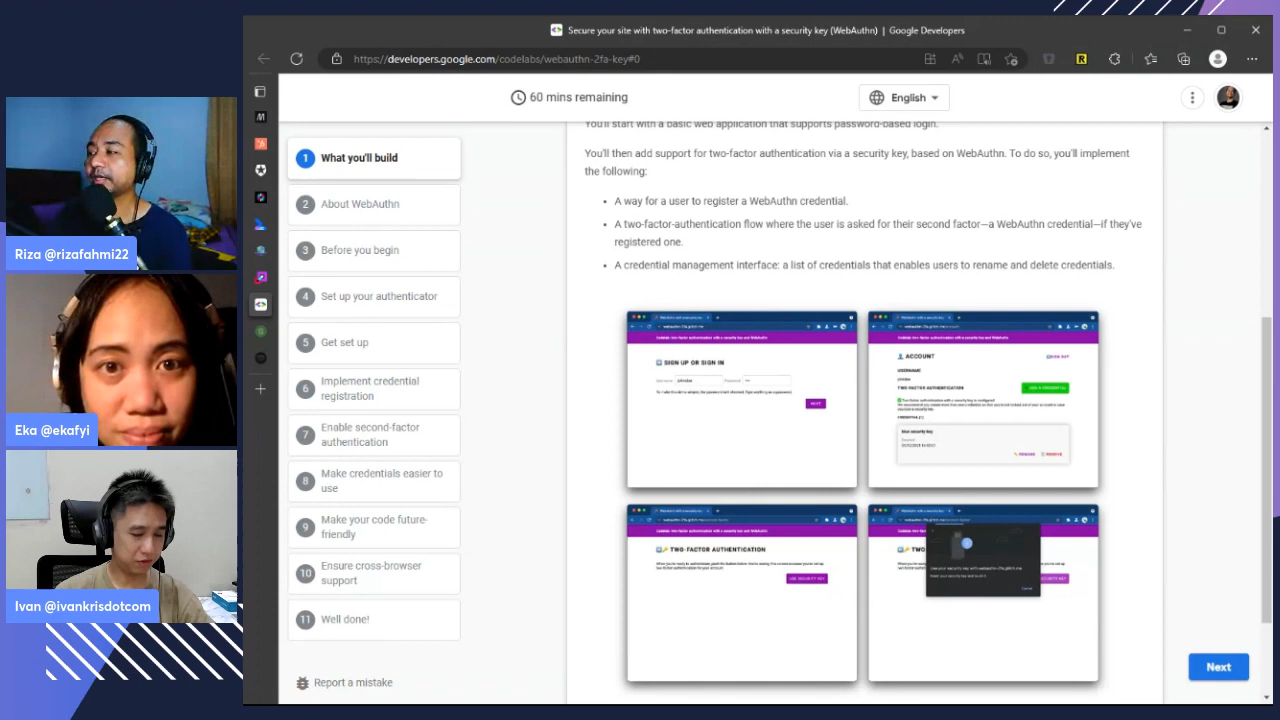 Secure your site with two-factor authentication with a security key (WebAuthn) | Google Developers
https://developers.google.com/codelabs/webauthn-2fa-key#0
60 mins remaining
English
1 What you'll build
2 About WebAuthn
3 Before you begin
4 Set up your authenticator
5 Get set up
6 Implement credential
registration
7 Enable second-factor
authentication
8 Make credentials easier to
use
9 Make your code future-
friendly
10 Ensure cross-browser
support
11 Well done!
Report a mistake
You'll start with a basic web application that supports password-based login.
You'll then add support for two-factor authentication via a security key, based on WebAuthn. To do so, you'll implement
the following:
• A way for a user to register a WebAuthn credential.
• A two-factor-authentication flow where the user is asked for their second factor—a WebAuthn credential—if they've
registered one.
• A credential management interface: a list of credentials that enables users to rename and delete credentials.
SIGN UP OR SIGN IN
NEXT
ACCOUNT
SIGN OUT
USERNAME
TWO-FACTOR AUTHENTICATION
RENAME
REMOVE
TWO-FACTOR AUTHENTICATION
USE SECURITY KEY
Next
Riza @rizafahmi22
Eka @ekafyi
Ivan @ivankrisdotcom